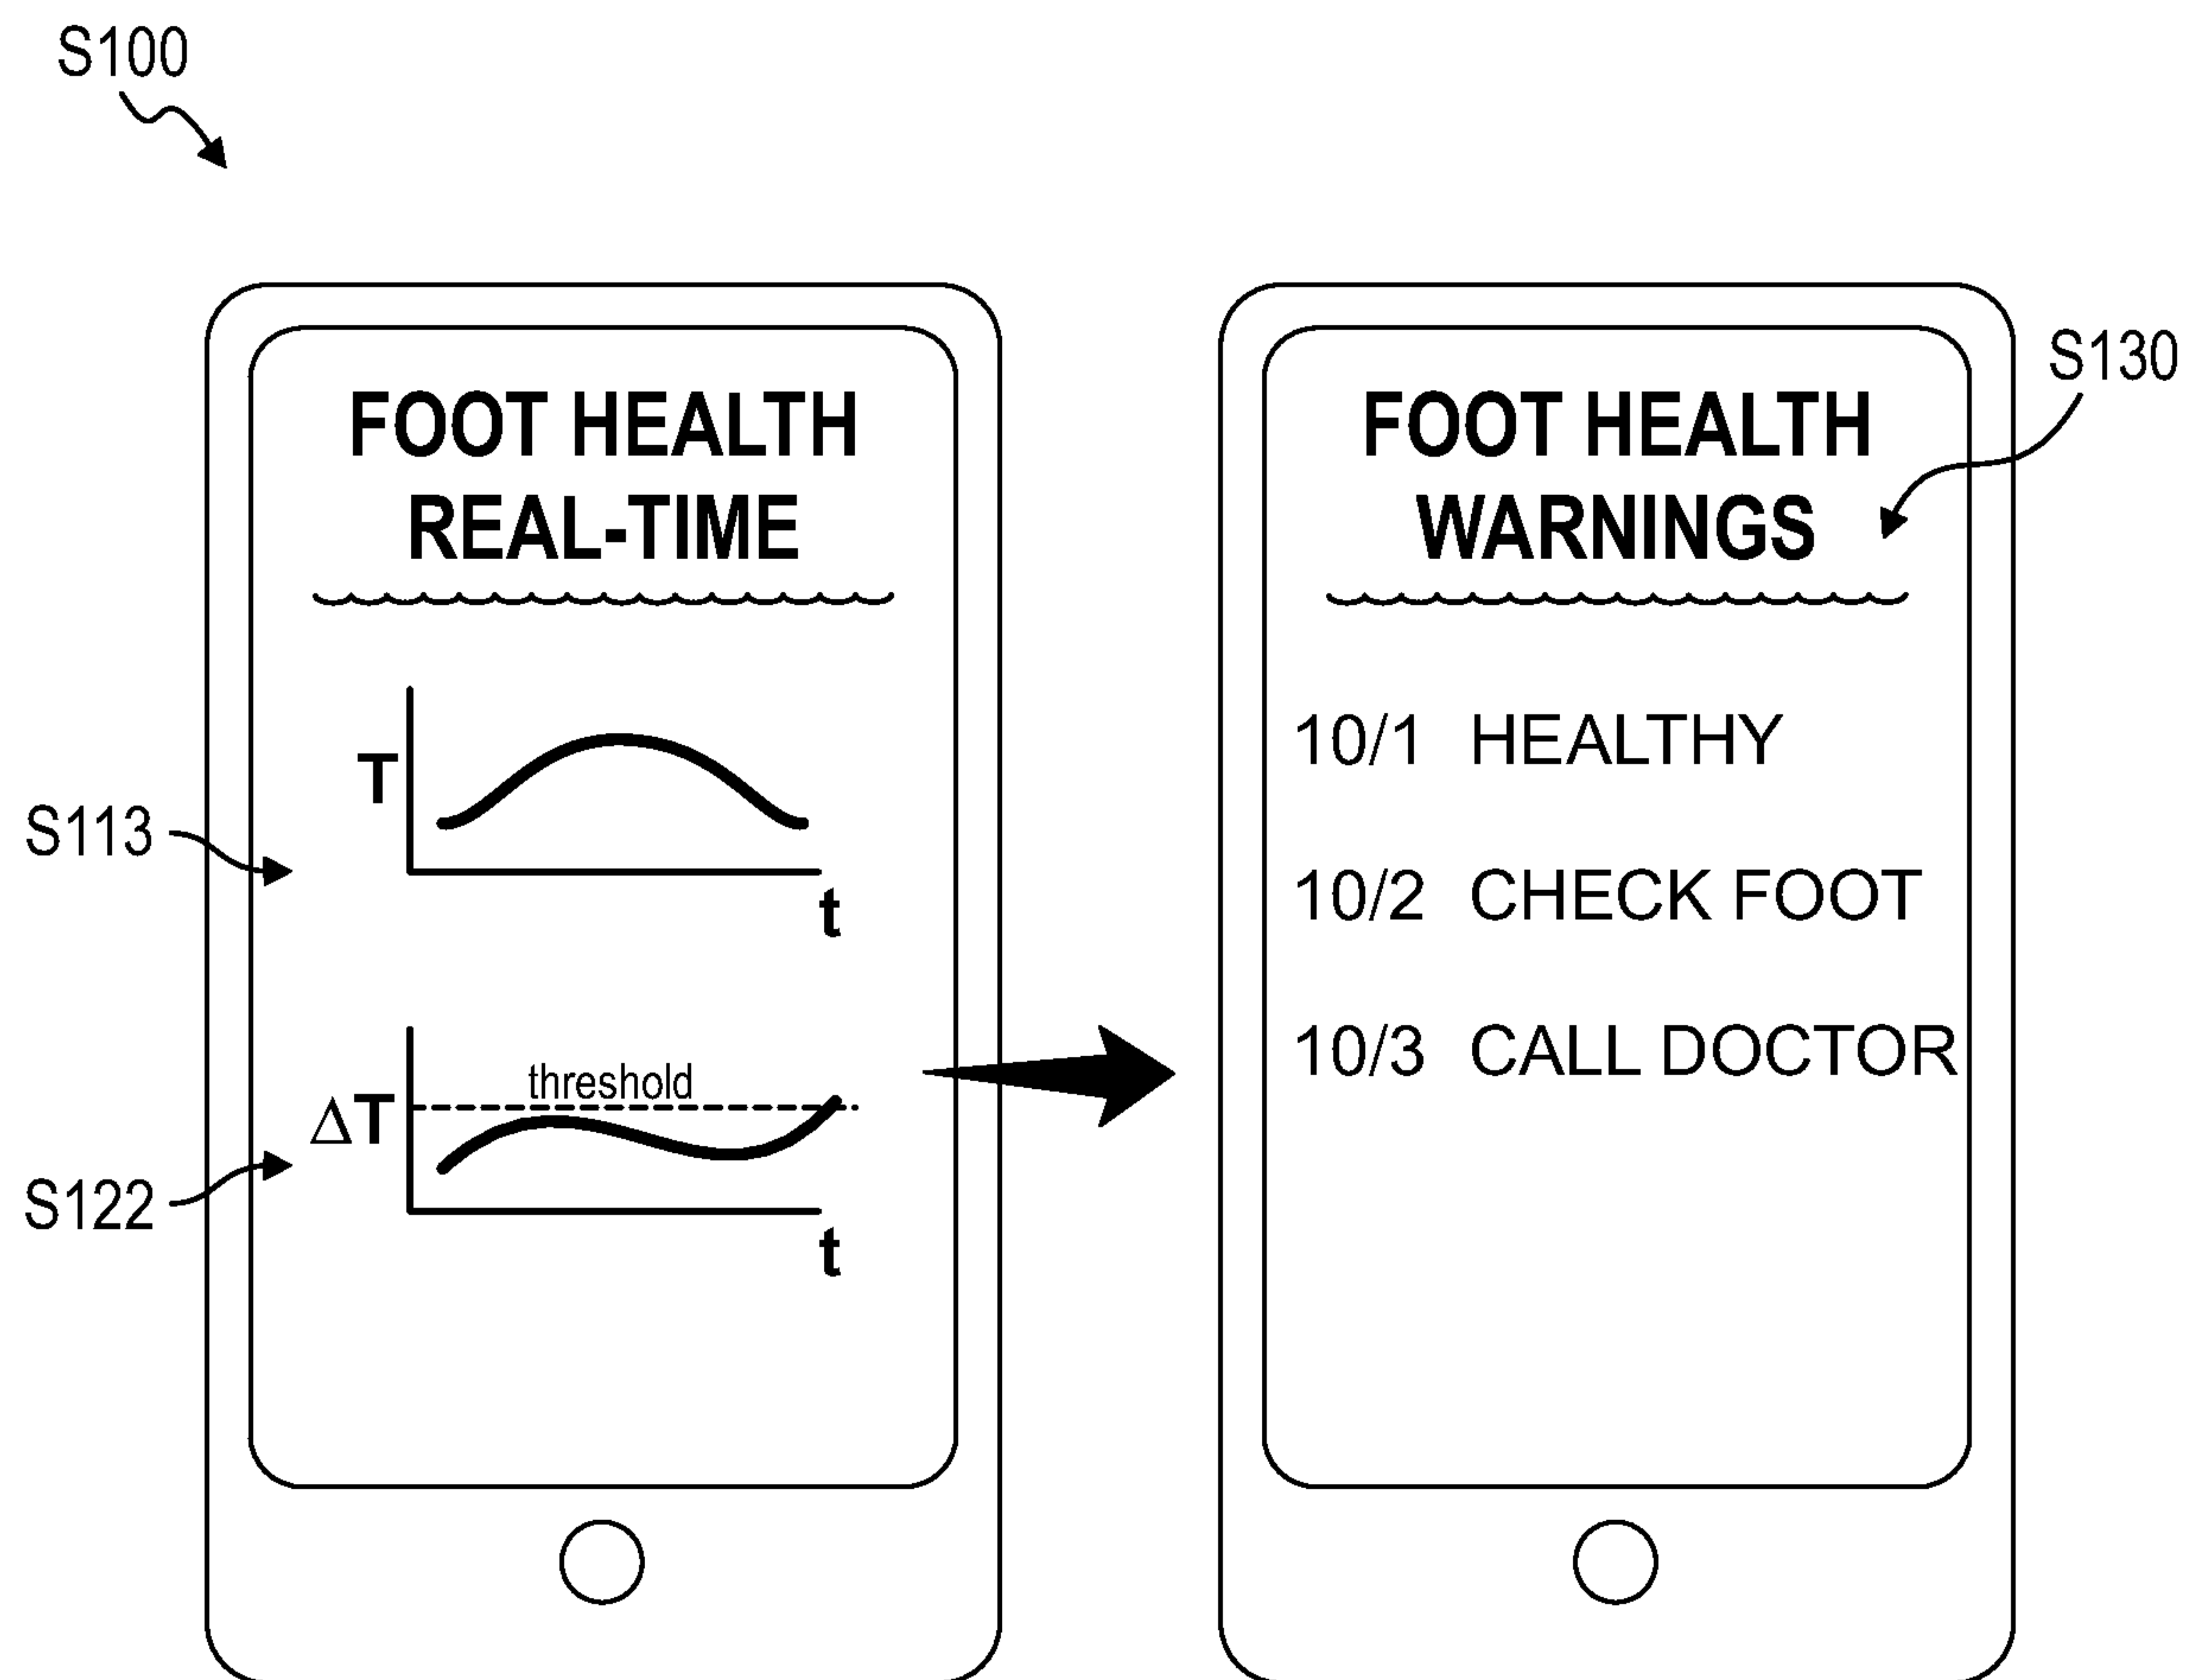 S100
FOOT HEALTH
REAL-TIME
T
t
S113
threshold
ΔT
t
S122
FOOT HEALTH
WARNINGS
S130
10/1 HEALTHY
10/2 CHECK FOOT
10/3 CALL DOCTOR